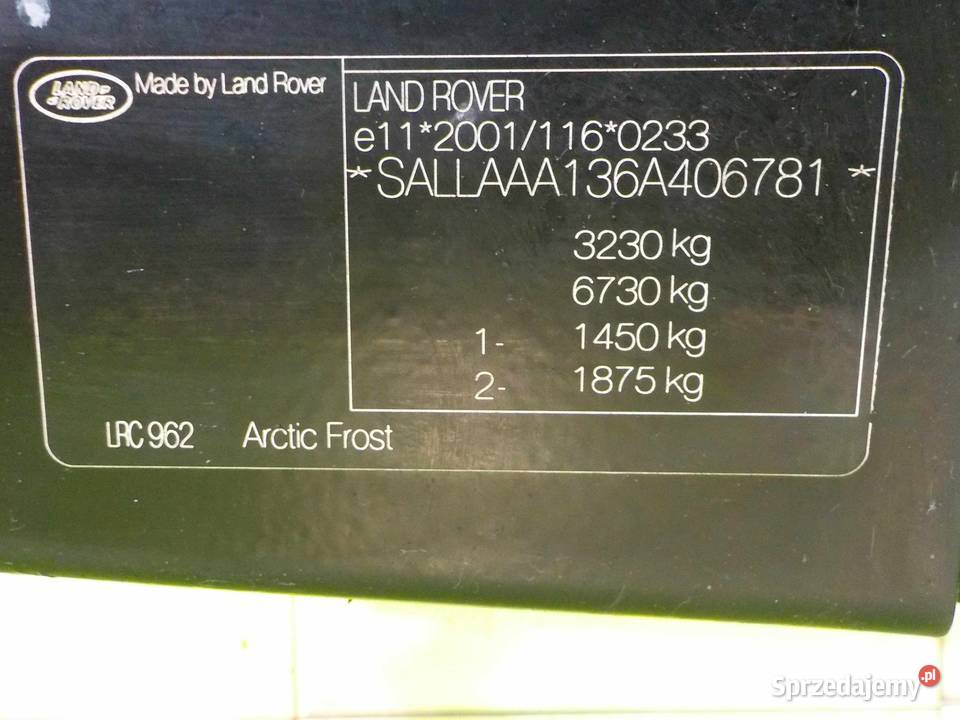 LAND-
-ROVER
Made by Land Rover
LAND ROVER
e11*2001/116*0233
*SALLAAA136A406781 *
3230 kg
6730 kg
1- 1450 kg
2- 1875 kg
LRC 962 Arctic Frost
Sprzedajemy.pl